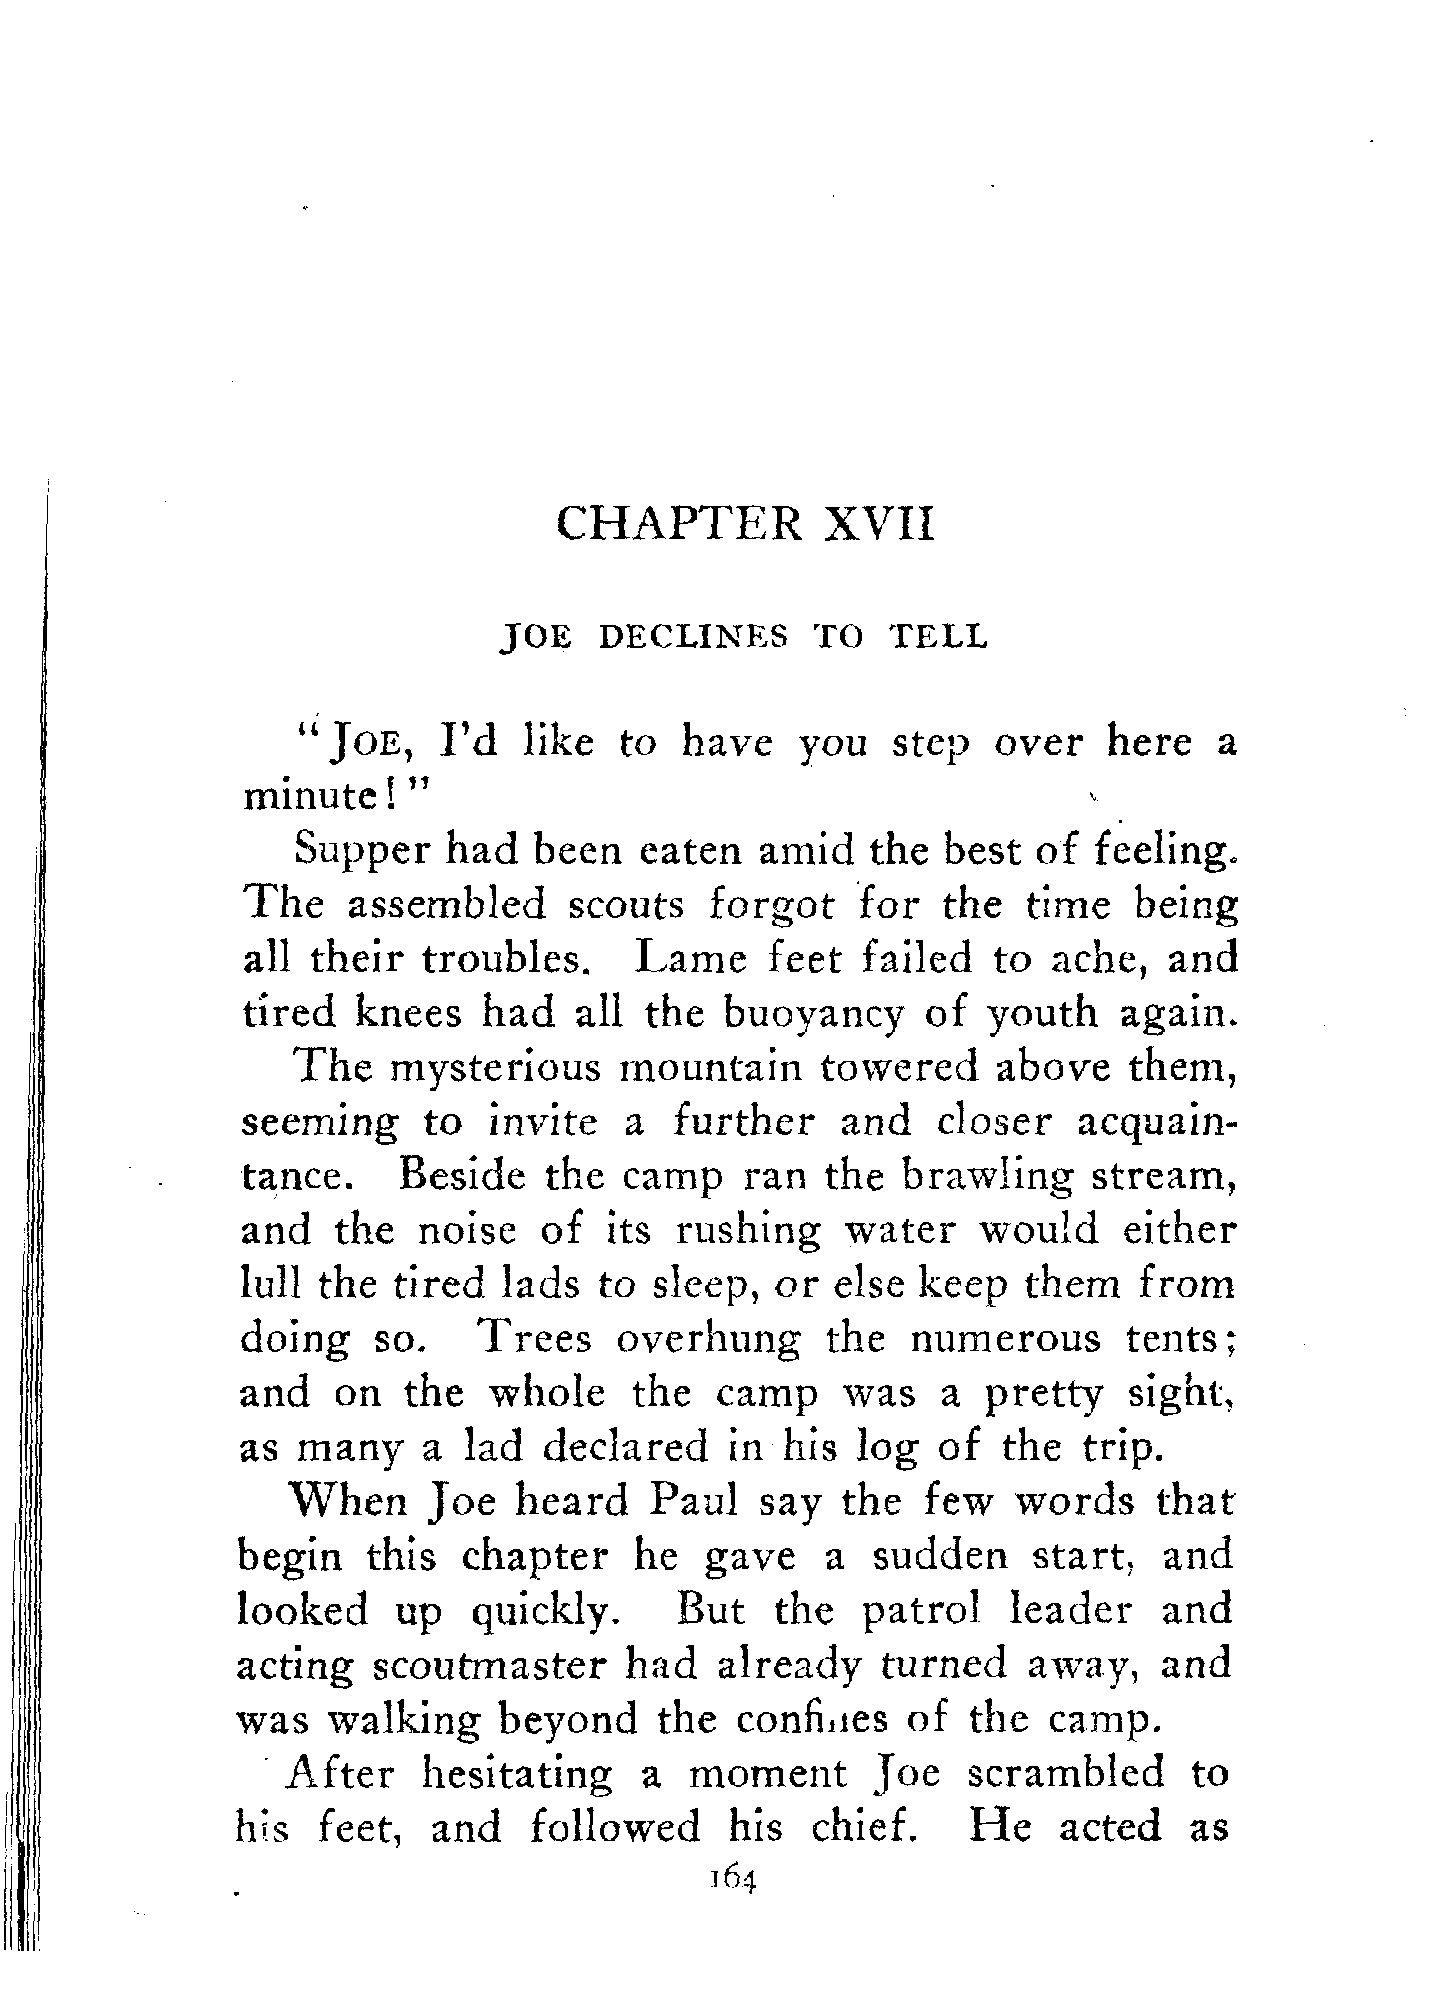 CHAPTER XVII
JOE DECLINES TO TELL
"JOE, I'd like to have you step over here a
minute!"
Supper had been eaten amid the best of feeling.
The assembled scouts forgot for the time being
all their troubles. Lame feet failed to ache, and
tired knees had all the buoyancy of youth again.
The mysterious mountain towered above them,
seeming to invite a further and closer acquain-
tance. Beside the camp ran the brawling stream,
and the noise of its rushing water would either
lull the tired lads to sleep, or else keep them from
doing so. Trees overhung the numerous tents;
and on the whole the camp was a pretty sight,
as many a lad declared in his log of the trip.
When Joe heard Paul say the few words that
begin this chapter he gave a sudden start, and
looked up quickly. But the patrol leader and
acting scoutmaster had already turned away, and
was walking beyond the confines of the camp.
After hesitating a moment Joe scrambled to
his feet, and followed his chief. He acted as
164